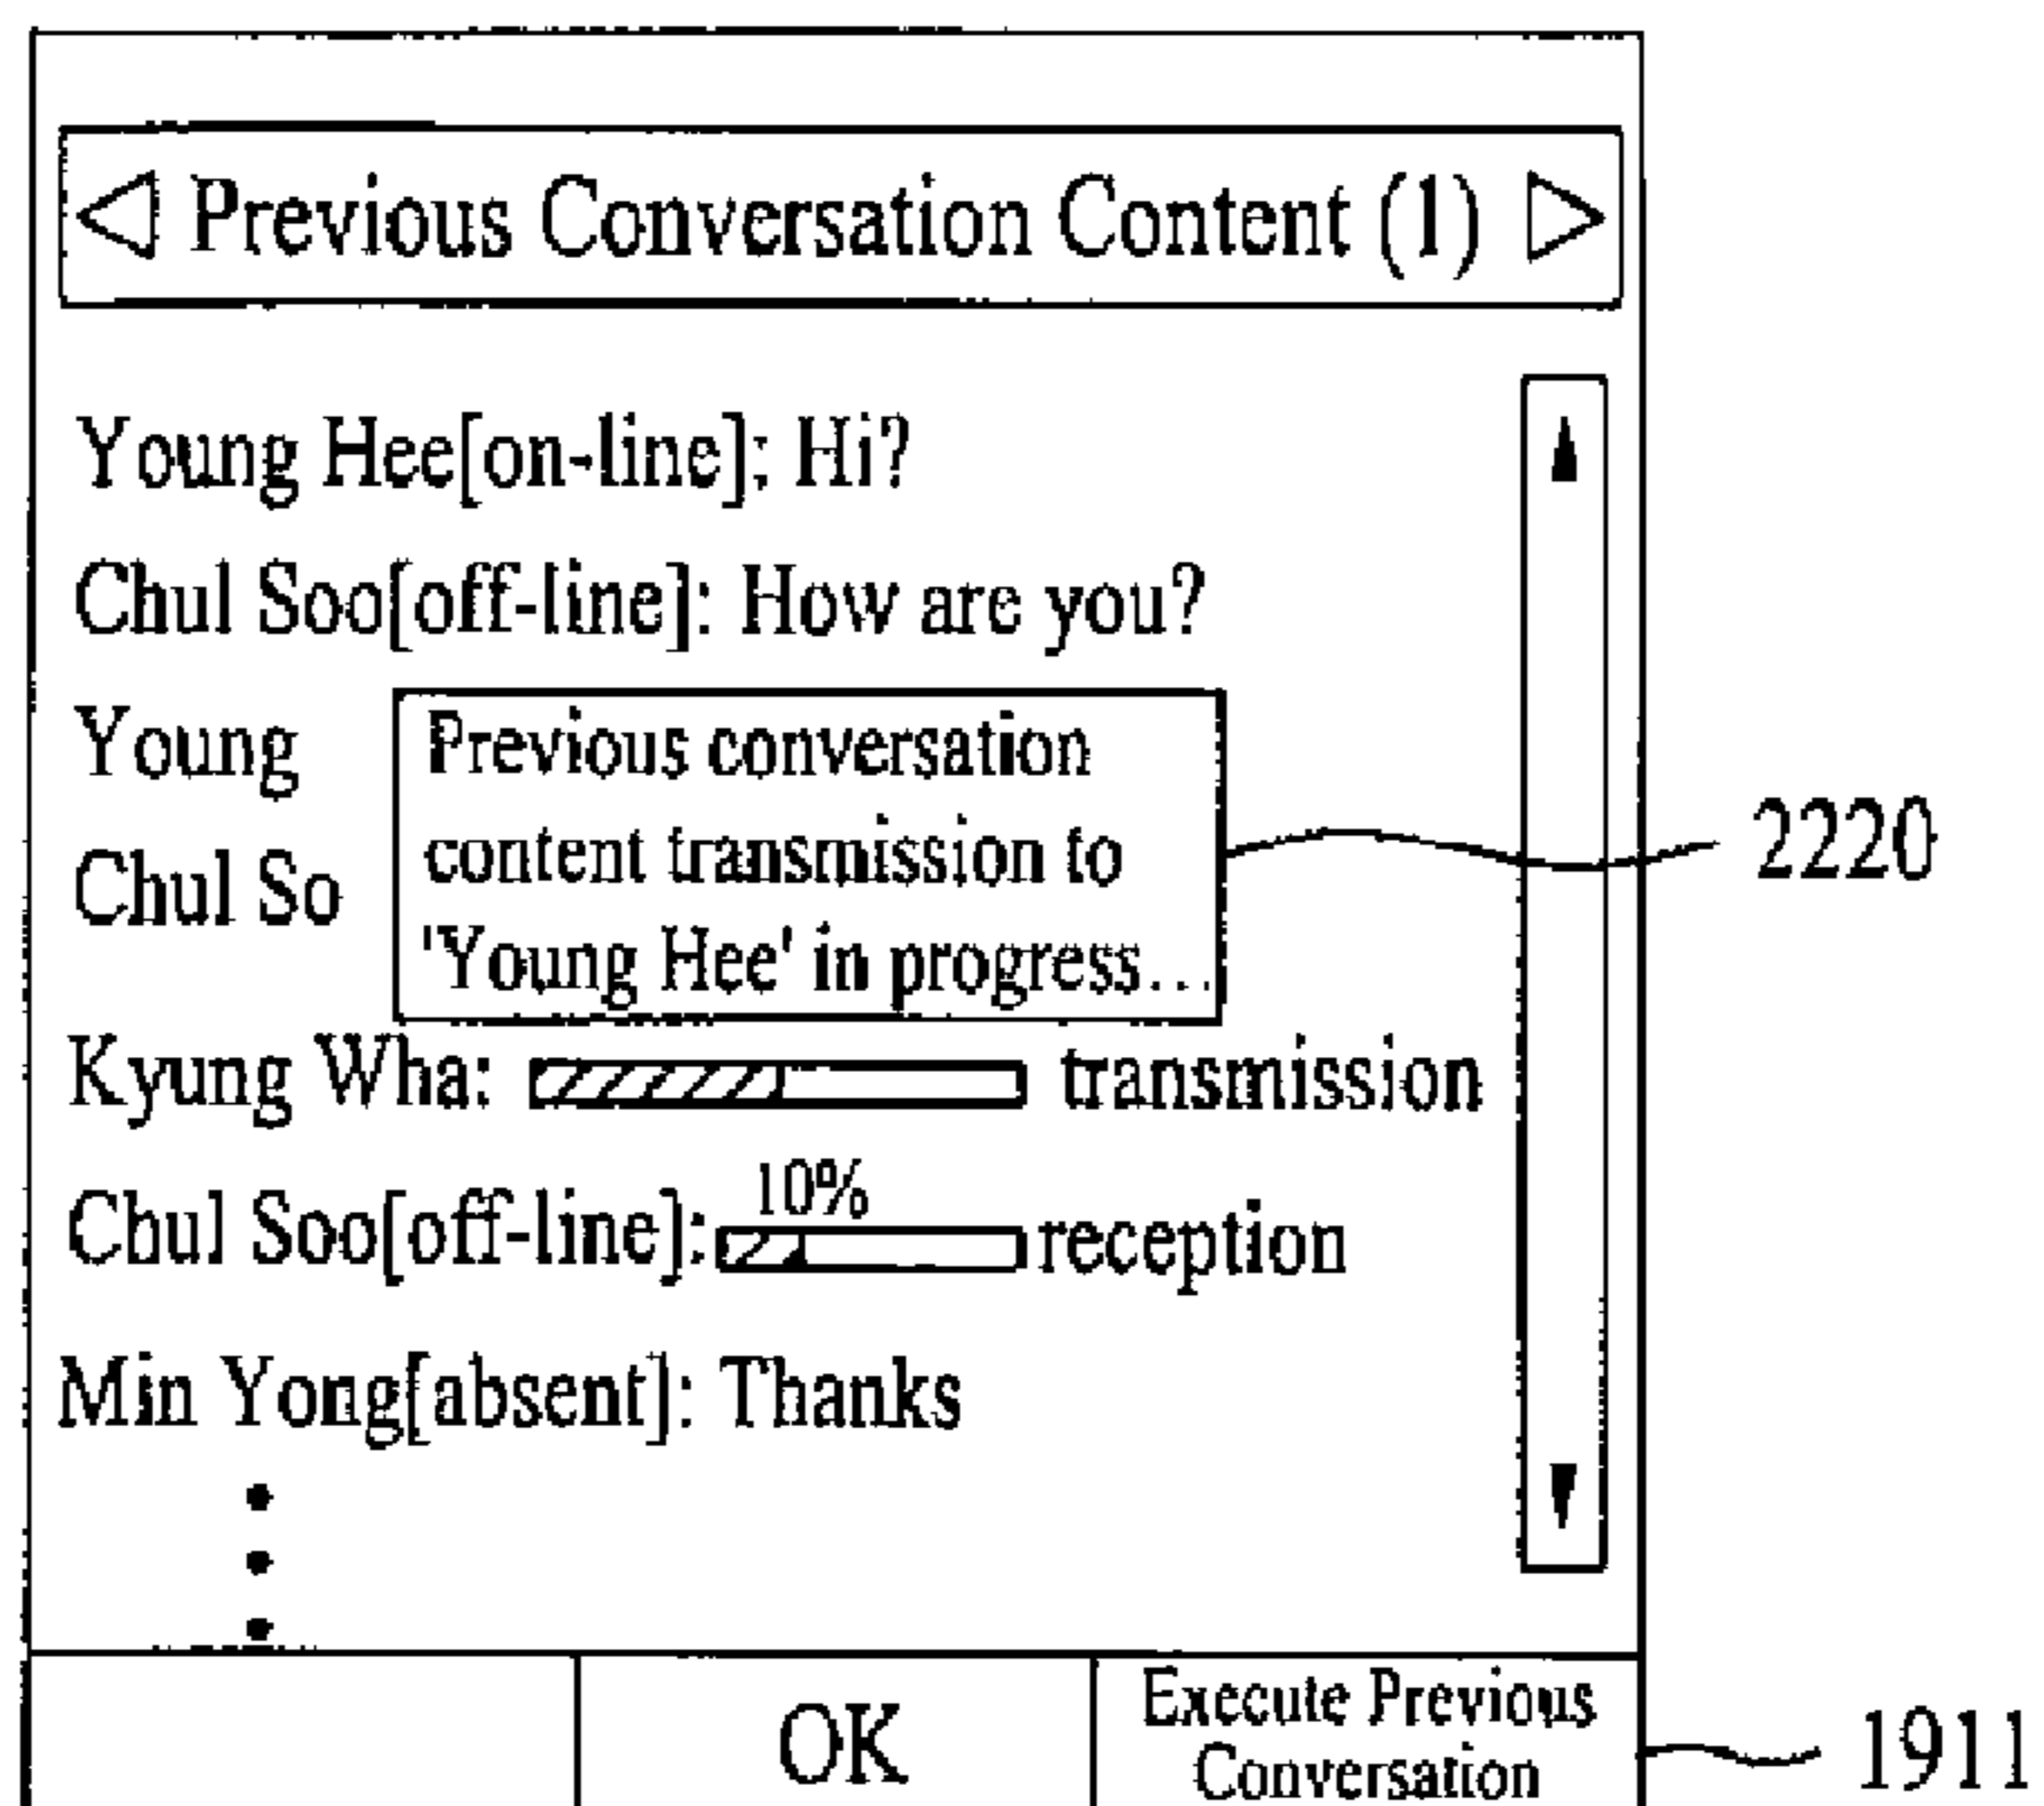 Previous Conversation Content (1)
Young Hee[on-line]: Hi?
Chul Soo[off-line]: How are you?
Young
Chul So
Previous conversation
content transmission to
'Young Hee' in progress...
2220
Kyung Wha: transmission
10%
Chul Soo[off-line]: reception
Min Yong[absent]: Thanks
OK
Execute Previous
Conversation
1911